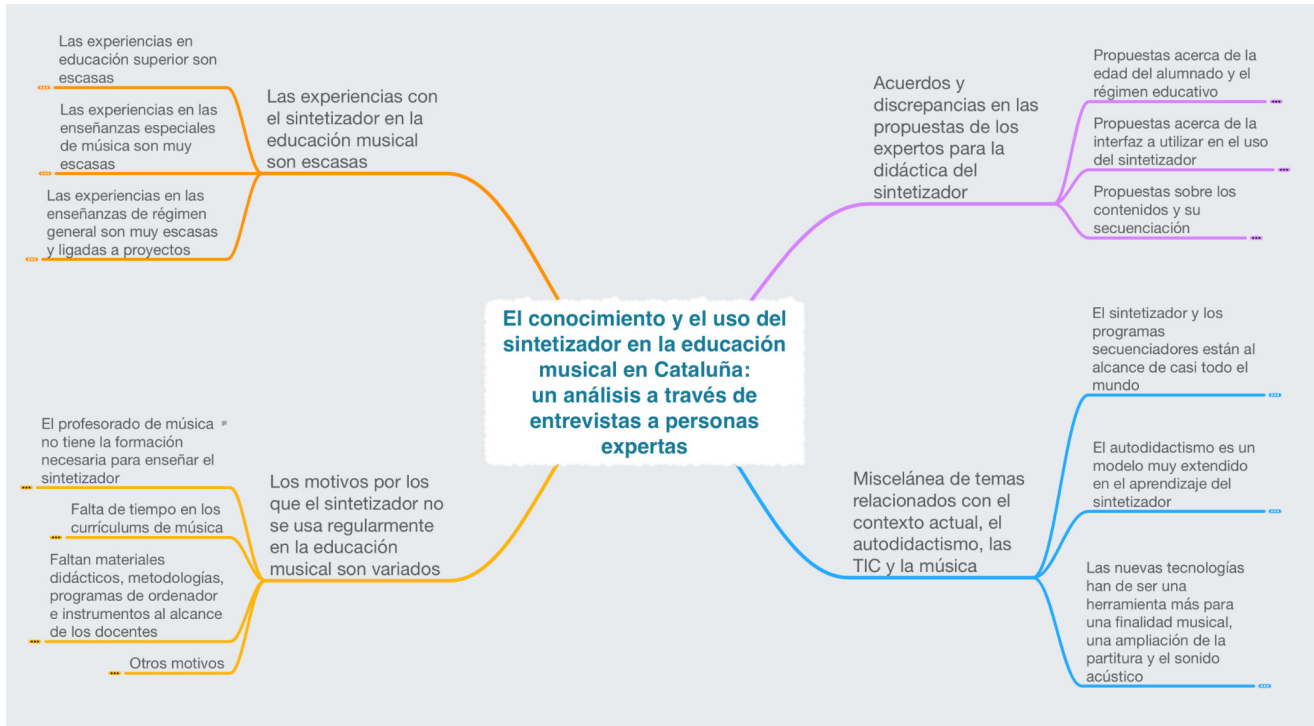 Las experiencias en
educación superior son
escasas
Las experiencias en las
enseñanzas especiales
de música son muy
escasas
Las experiencias en las
enseñanzas de régimen
general son muy escasas
y ligadas a proyectos
Las experiencias con
el sintetizador en la
educación musical
son escasas
Acuerdos y
discrepancias en las
propuestas de los
expertos para la
didáctica del
sintetizador
Propuestas acerca de la
edad del alumnado y el
régimen educativo
Propuestas acerca de la
interfaz a utilizar en el uso
del sintetizador
Propuestas sobre los
contenidos y su
secuenciación
El conocimiento y el uso del
sintetizador en la educación
musical en Cataluña:
un análisis a través de
entrevistas a personas
expertas
El profesorado de música
no tiene la formación
necesaria para enseñar el
sintetizador
Falta de tiempo en los
currículums de música
Faltan materiales
didácticos, metodologías,
programas de ordenador
e instrumentos al alcance
de los docentes
Otros motivos
Los motivos por los
que el sintetizador no
se usa regularmente
en la educación
musical son variados
Miscelánea de temas
relacionados con el
contexto actual, el
autodidactismo, las
TIC y la música
El sintetizador y los
programas
secuenciadores están al
alcance de casi todo el
mundo
El autodidactismo es un
modelo muy extendido
en el aprendizaje del
sintetizador
Las nuevas tecnologías
han de ser una
herramienta más para
una finalidad musical,
una ampliación de la
partitura y el sonido
acústico